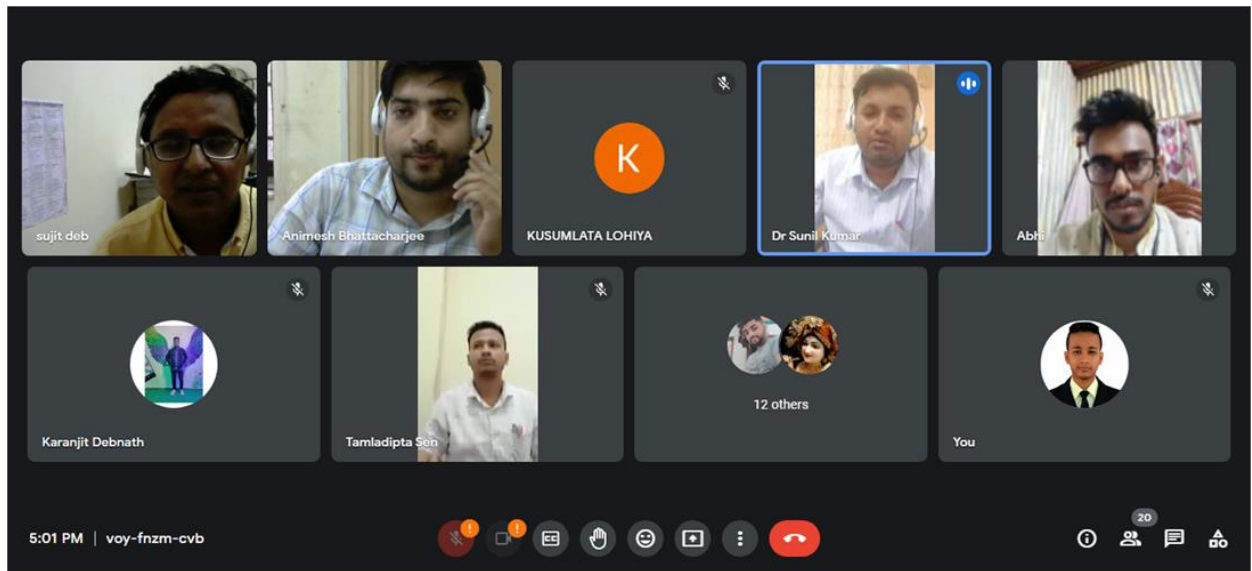 sujit deb
Animesh Bhattacharjee
KUSUMLATA LOHIYA
Dr Sunil Kumar
Abhi
K
Karanjit Debnath
Tamladipta Sen
12 others
You
5:01 PM | voy-fnzm-cvb
CC
20